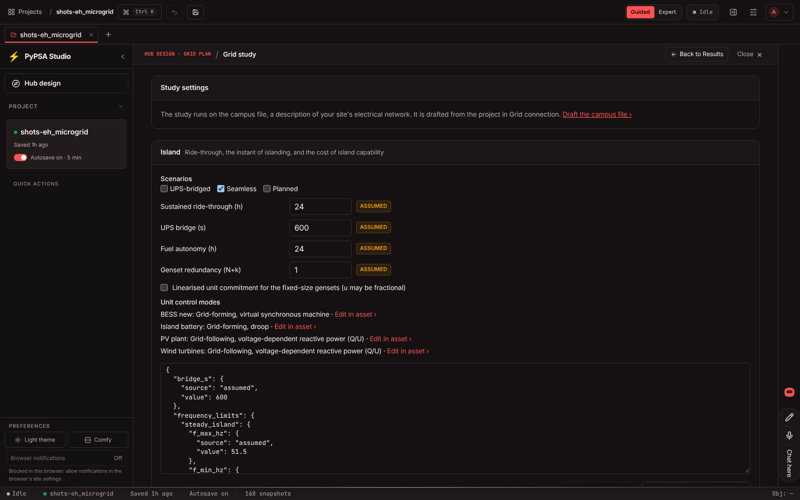 Projects / shots-eh_microgrid ⌘ Ctrl K Guided Expert Idle A
shots-eh_microgrid × +
PyPSA Studio
HUB DESIGN · GRID PLAN / Grid study ← Back to Results Close ×
Hub design
PROJECT
shots-eh_microgrid
Saved 1h ago
Autosave on · 5 min
QUICK ACTIONS
Study settings
The study runs on the campus file, a description of your site's electrical network. It is drafted from the project in Grid connection. Draft the campus file ›
Island Ride-through, the instant of islanding, and the cost of island capability
Scenarios
UPS-bridged Seamless Planned
Sustained ride-through (h) 24 ASSUMED
UPS bridge (s) 600 ASSUMED
Fuel autonomy (h) 24 ASSUMED
Genset redundancy (N+k) 1 ASSUMED
Linearised unit commitment for the fixed-size gensets (u may be fractional)
Unit control modes
BESS new: Grid-forming, virtual synchronous machine · Edit in asset ›
Island battery: Grid-forming, droop · Edit in asset ›
PV plant: Grid-following, voltage-dependent reactive power (Q/U) · Edit in asset ›
Wind turbines: Grid-following, voltage-dependent reactive power (Q/U) · Edit in asset ›
{
"bridge_s": {
"source": "assumed",
"value": 600
},
"frequency_limits": {
"steady_island": {
"f_max_hz": {
"source": "assumed",
"value": 51.5
},
"f_min_hz": {
Chat here
PREFERENCES
Light theme Comfy
Browser notifications Off
Blocked in this browser: allow notifications in the
browser's site settings
Idle shots-eh_microgrid Saved 1h ago Autosave on 168 snapshots Obj: —